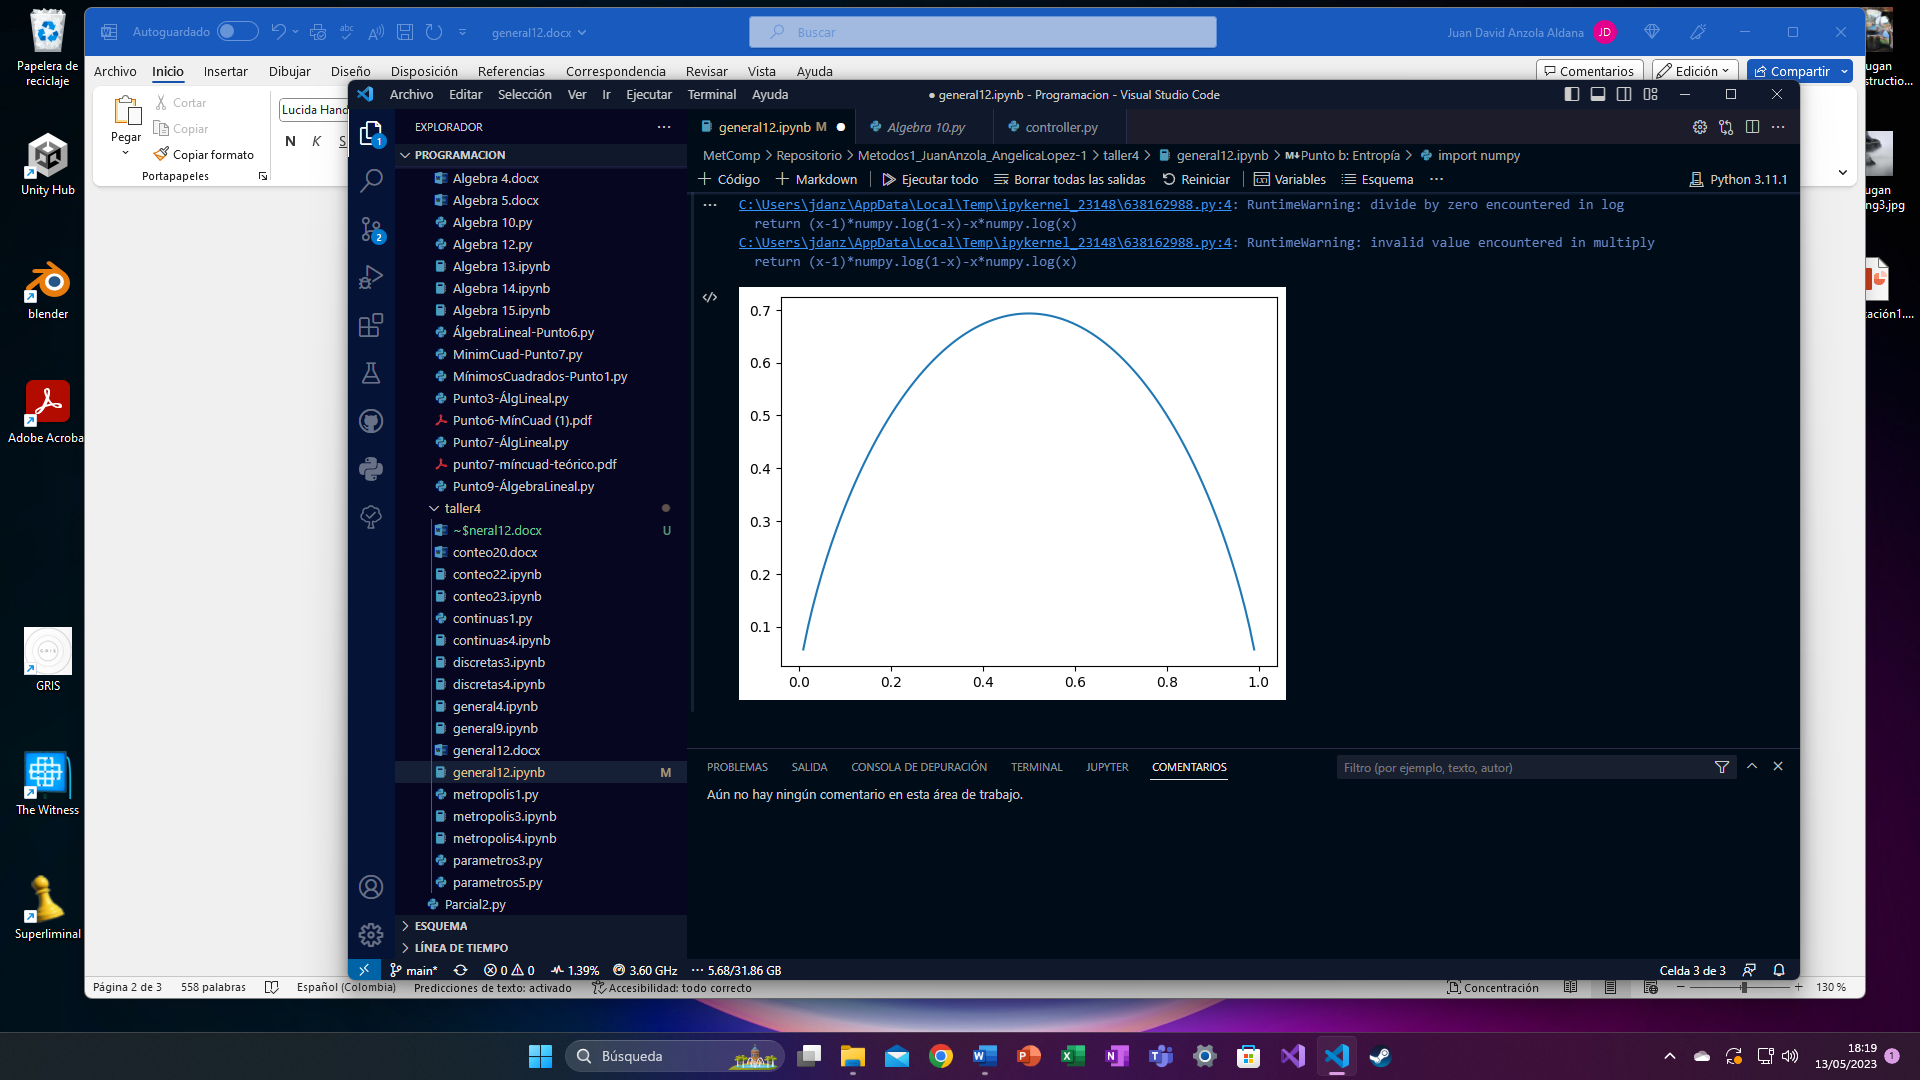 Papelera de
reciclaje
Unity Hub
blender
Adobe Acroba
GRIS
The Witness
Superliminal
Autoguardado
general12.docx
Buscar
Juan David Anzola Aldana
JD
Archivo
Inicio
Insertar
Dibujar
Diseño
Disposición
Referencias
Correspondencia
Revisar
Vista
Ayuda
Comentarios
Edición
Compartir
Pegar
Cortar
Copiar
Copiar formato
Portapapeles
Lucida Hand
N K S
Archivo Editar Selección Ver Ir Ejecutar Terminal Ayuda
● general12.ipynb - Programacion - Visual Studio Code
EXPLORADOR
PROGRAMACION
Algebra 4.docx
Algebra 5.docx
Algebra 10.py
Algebra 12.py
Algebra 13.ipynb
Algebra 14.ipynb
Algebra 15.ipynb
ÁlgebraLineal-Punto6.py
MinimCuad-Punto7.py
MínimosCuadrados-Punto1.py
Punto3-ÁlgLineal.py
Punto6-MínCuad (1).pdf
Punto7-ÁlgLineal.py
punto7-míncuad-teórico.pdf
Punto9-ÁlgebraLineal.py
taller4
~$neral12.docx U
conteo20.docx
conteo22.ipynb
conteo23.ipynb
continuas1.py
continuas4.ipynb
discretas3.ipynb
discretas4.ipynb
general4.ipynb
general9.ipynb
general12.docx
general12.ipynb M
metropolis1.py
metropolis3.ipynb
metropolis4.ipynb
parametros3.py
parametros5.py
Parcial2.py
ESQUEMA
LÍNEA DE TIEMPO
1
2
general12.ipynb M ●
Algebra 10.py
controller.py
MetComp > Repositorio > Metodos1_JuanAnzola_AngelicaLopez-1 > taller4 > general12.ipynb > M↓Punto b: Entropía > import numpy
+ Código + Markdown Ejecutar todo Borrar todas las salidas Reiniciar Variables Esquema ···
Python 3.11.1
C:\Users\jdanz\AppData\Local\Temp\ipykernel_23148\638162988.py:4: RuntimeWarning: divide by zero encountered in log
return (x-1)*numpy.log(1-x)-x*numpy.log(x)
C:\Users\jdanz\AppData\Local\Temp\ipykernel_23148\638162988.py:4: RuntimeWarning: invalid value encountered in multiply
return (x-1)*numpy.log(1-x)-x*numpy.log(x)
0.7
0.6
0.5
0.4
0.3
0.2
0.1
0.0 0.2 0.4 0.6 0.8 1.0
PROBLEMAS SALIDA CONSOLA DE DEPURACIÓN TERMINAL JUPYTER COMENTARIOS
Filtro (por ejemplo, texto, autor)
Aún no hay ningún comentario en esta área de trabajo.
main* 0 0 1.39% 3.60 GHz ··· 5.68/31.86 GB
Celda 3 de 3
Página 2 de 3 558 palabras Español (Colombia) Predicciones de texto: activado Accesibilidad: todo correcto
Concentración
130 %
ugan
structio...
ugan
ng3.jpg
tación1....
Búsqueda
18:19
13/05/2023
1